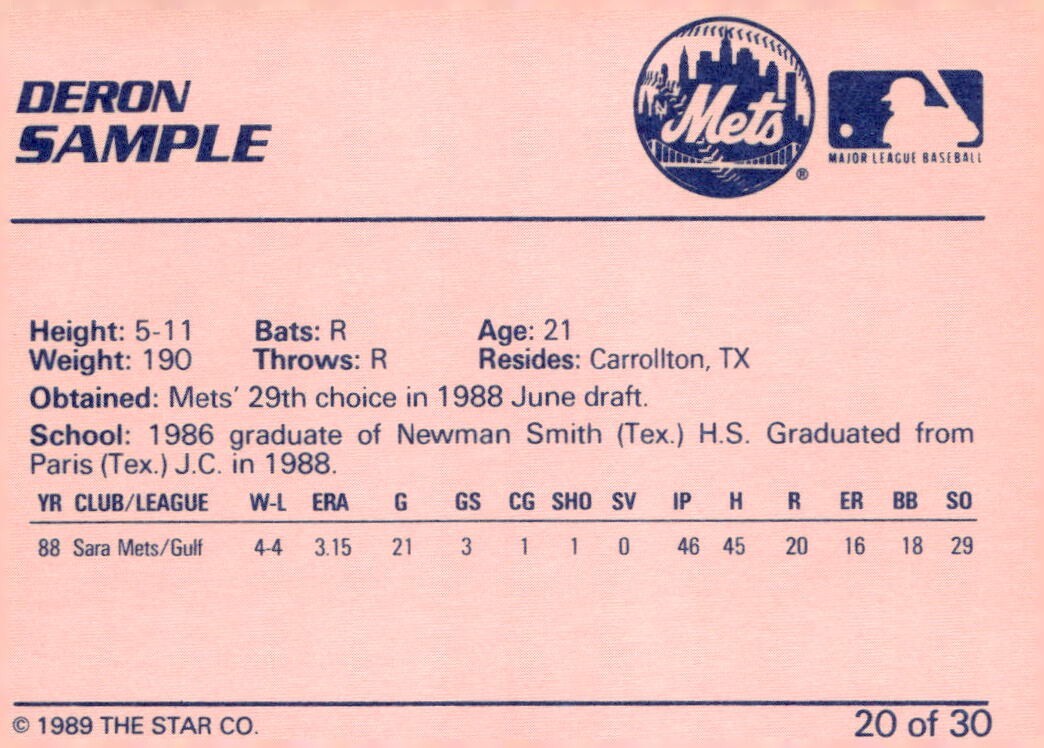 DERON
SAMPLE
Mets
®
MAJOR LEAGUE BASEBALL
Height: 5-11 Bats: R Age: 21
Weight: 190 Throws: R Resides: Carrollton, TX
Obtained: Mets' 29th choice in 1988 June draft.
School: 1986 graduate of Newman Smith (Tex.) H.S. Graduated from
Paris (Tex.) J.C. in 1988.
YR CLUB/LEAGUE W-L ERA G GS CG SHO SV IP H R ER BB SO
88 Sara Mets/Gulf 4-4 3.15 21 3 1 1 0 46 45 20 16 18 29
© 1989 THE STAR CO. 20 of 30